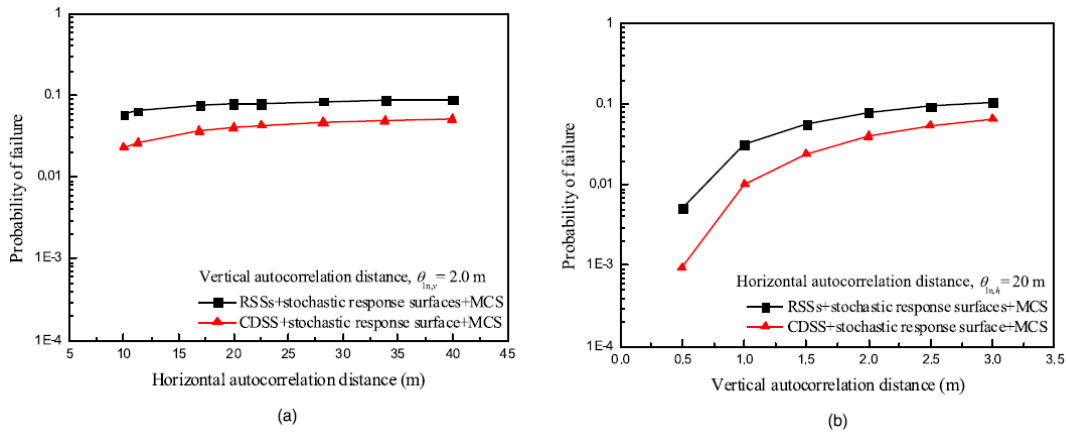 1
0.1
0.01
1E-3
1E-4
Probability of failure
Vertical autocorrelation distance, θln,v = 2.0 m
RSSs+stochastic response surfaces+MCS
CDSS+stochastic response surface+MCS
5 10 15 20 25 30 35 40 45
Horizontal autocorrelation distance (m)
(a)
1
0.1
0.01
1E-3
1E-4
Probability of failure
Horizontal autocorrelation distance, θln,h = 20 m
RSSs+stochastic response surfaces+MCS
CDSS+stochastic response surface+MCS
0.0 0.5 1.0 1.5 2.0 2.5 3.0 3.5
Vertical autocorrelation distance (m)
(b)